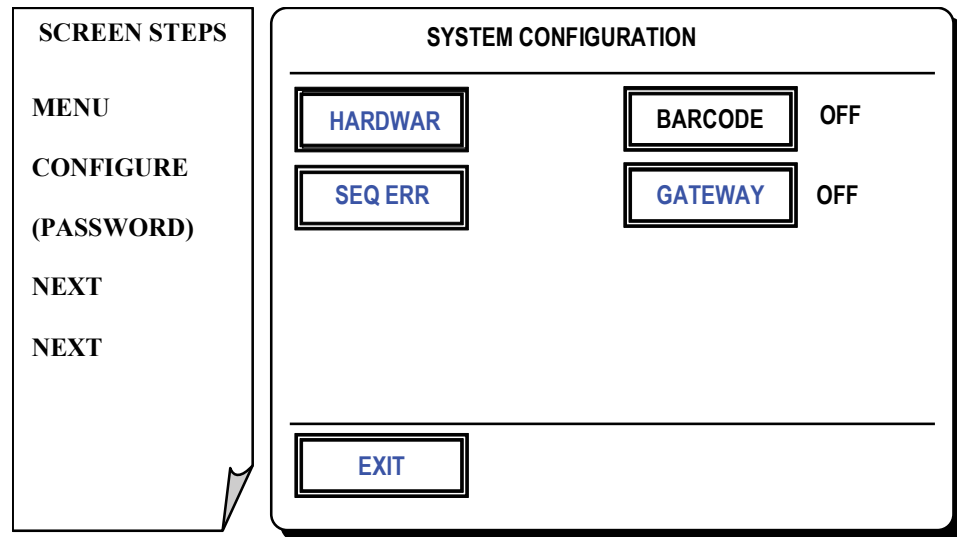 SCREEN STEPS
MENU
CONFIGURE
(PASSWORD)
NEXT
NEXT
SYSTEM CONFIGURATION
HARDWAR
BARCODE OFF
SEQ ERR
GATEWAY OFF
EXIT